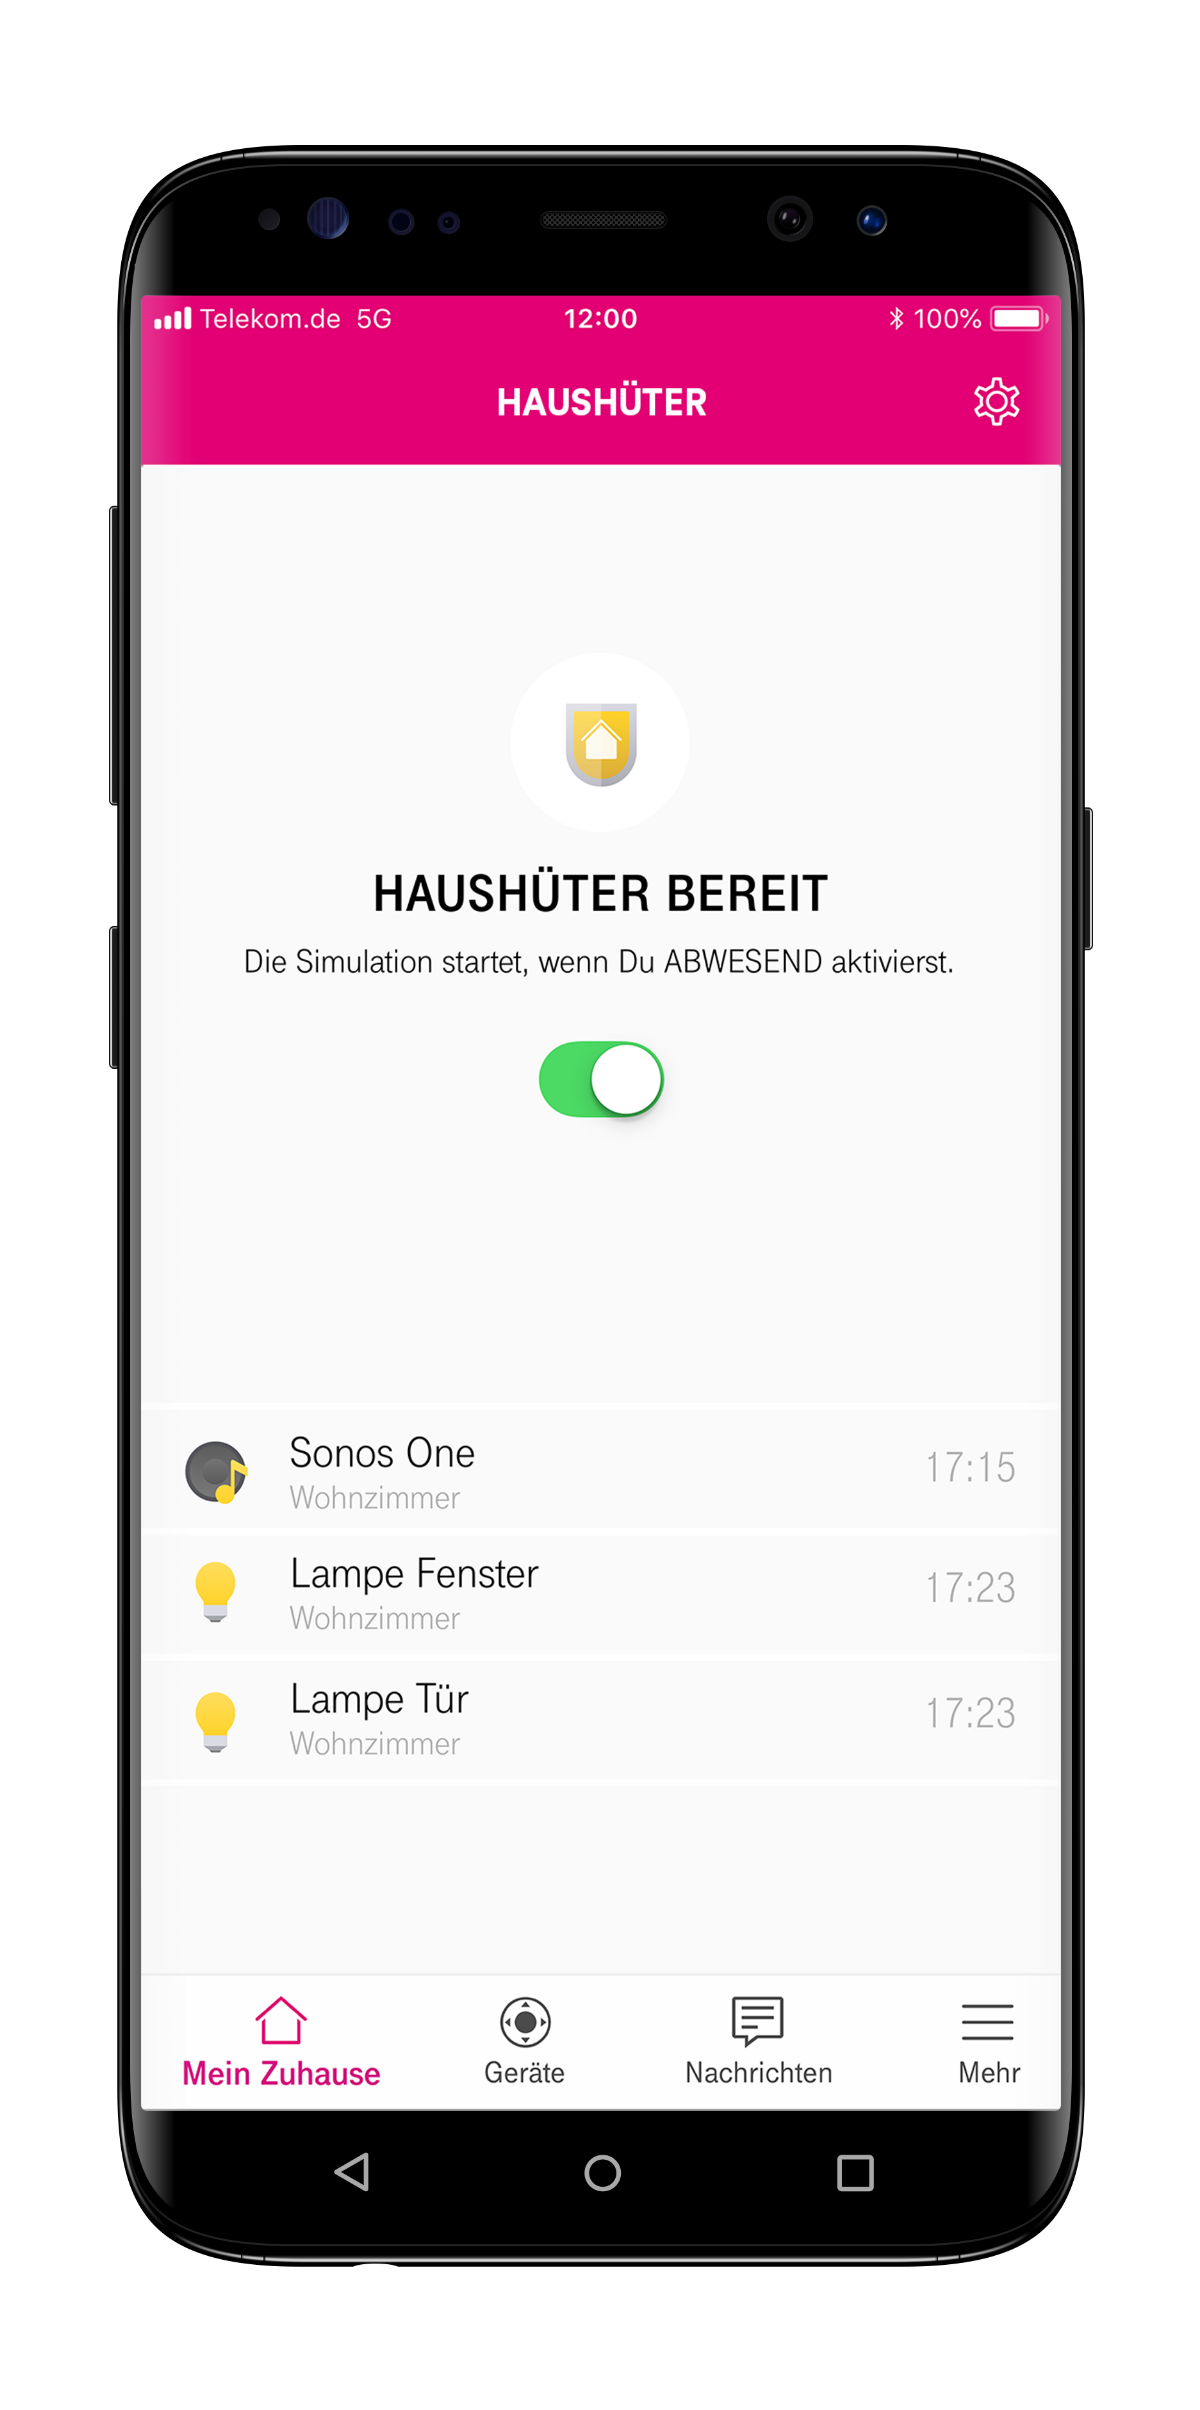 Telekom.de 5G 12:00 100%
HAUSHÜTER
HAUSHÜTER BEREIT
Die Simulation startet, wenn Du ABWESEND aktivierst.
Sonos One 17:15
Wohnzimmer
Lampe Fenster 17:23
Wohnzimmer
Lampe Tür 17:23
Wohnzimmer
Mein Zuhause Geräte Nachrichten Mehr